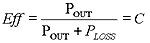 Eff = P_OUT / (P_OUT + P_LOSS) = C